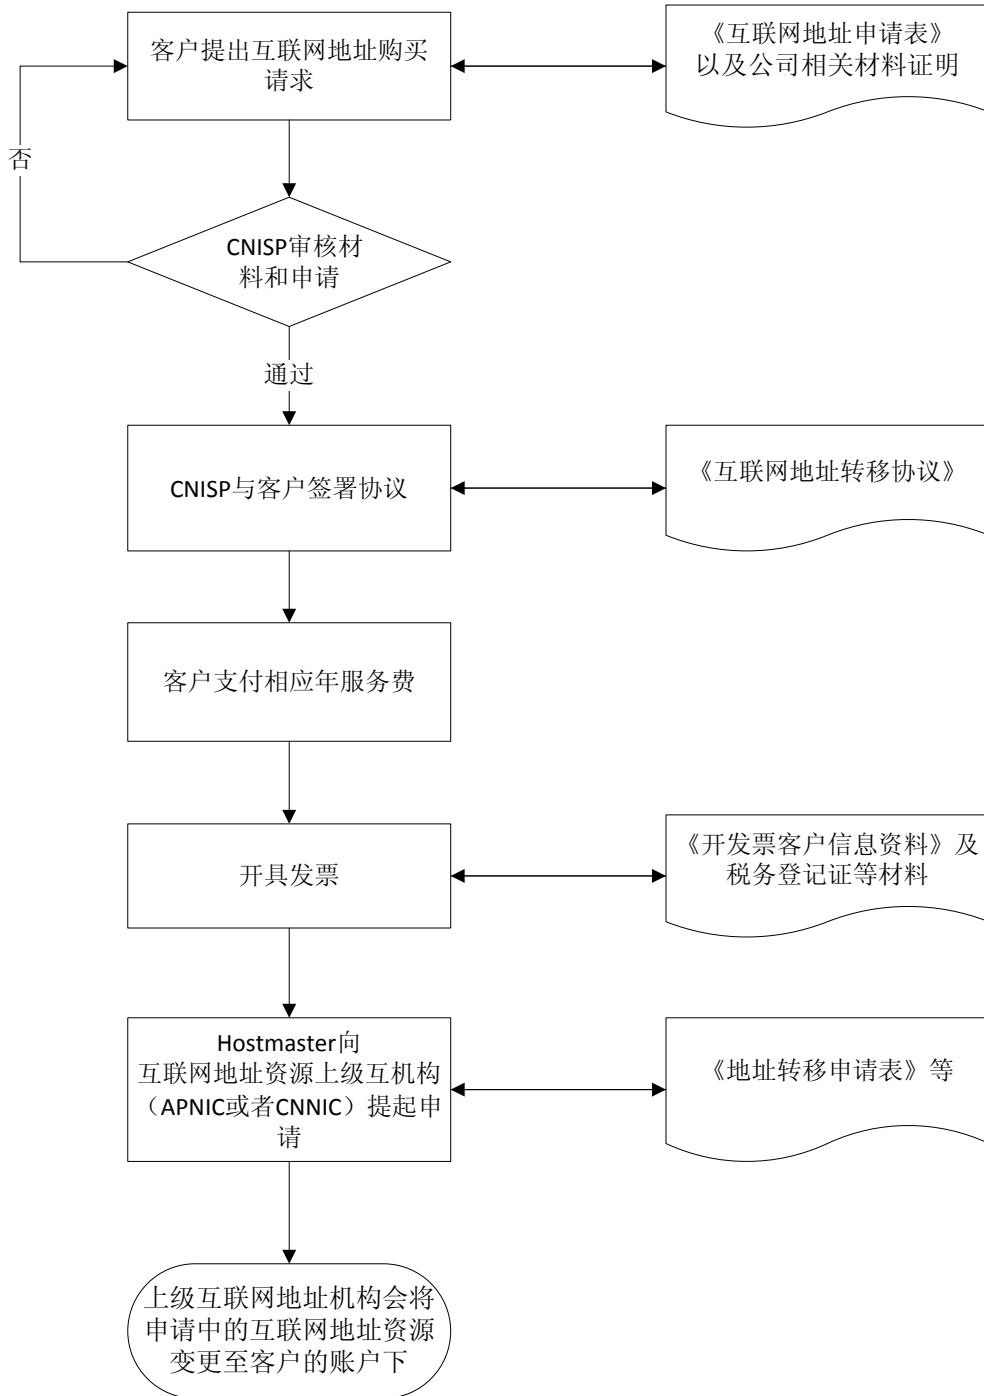 客户提出互联网地址购买
请求
《互联网地址申请表》
以及公司相关材料证明
否
CNISP审核材
料和申请
通过
CNISP与客户签署协议
《互联网地址转移协议》
客户支付相应年服务费
开具发票
《开发票客户信息资料》及
税务登记证等材料
Hostmaster向
互联网地址资源上级互机构
（APNIC或者CNNIC）提起申
请
《地址转移申请表》等
上级互联网地址机构会将
申请中的互联网地址资源
变更至客户的账户下